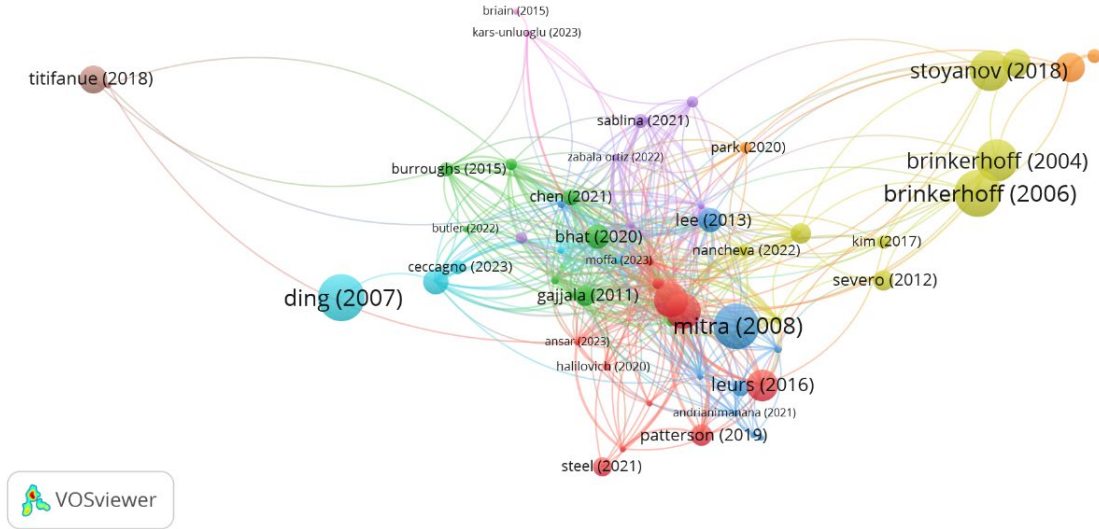 briain (2015)
kars-unluoglu (2023)
titifanue (2018)
stoyanov (2018)
sablina (2021)
park (2020)
zabala ortiz (2022)
brinkerhoff (2004)
burroughs (2015)
chen (2021)
brinkerhoff (2006)
lee (2013)
butler (2022)
bhat (2020)
nancheva (2022)
kim (2017)
moffa (2023)
ceccagno (2023)
severo (2012)
ding (2007)
gajjala (2011)
mitra (2008)
ansar (2023)
halilovich (2020)
leurs (2016)
andrianimanana (2021)
patterson (2019)
steel (2021)
VOSviewer